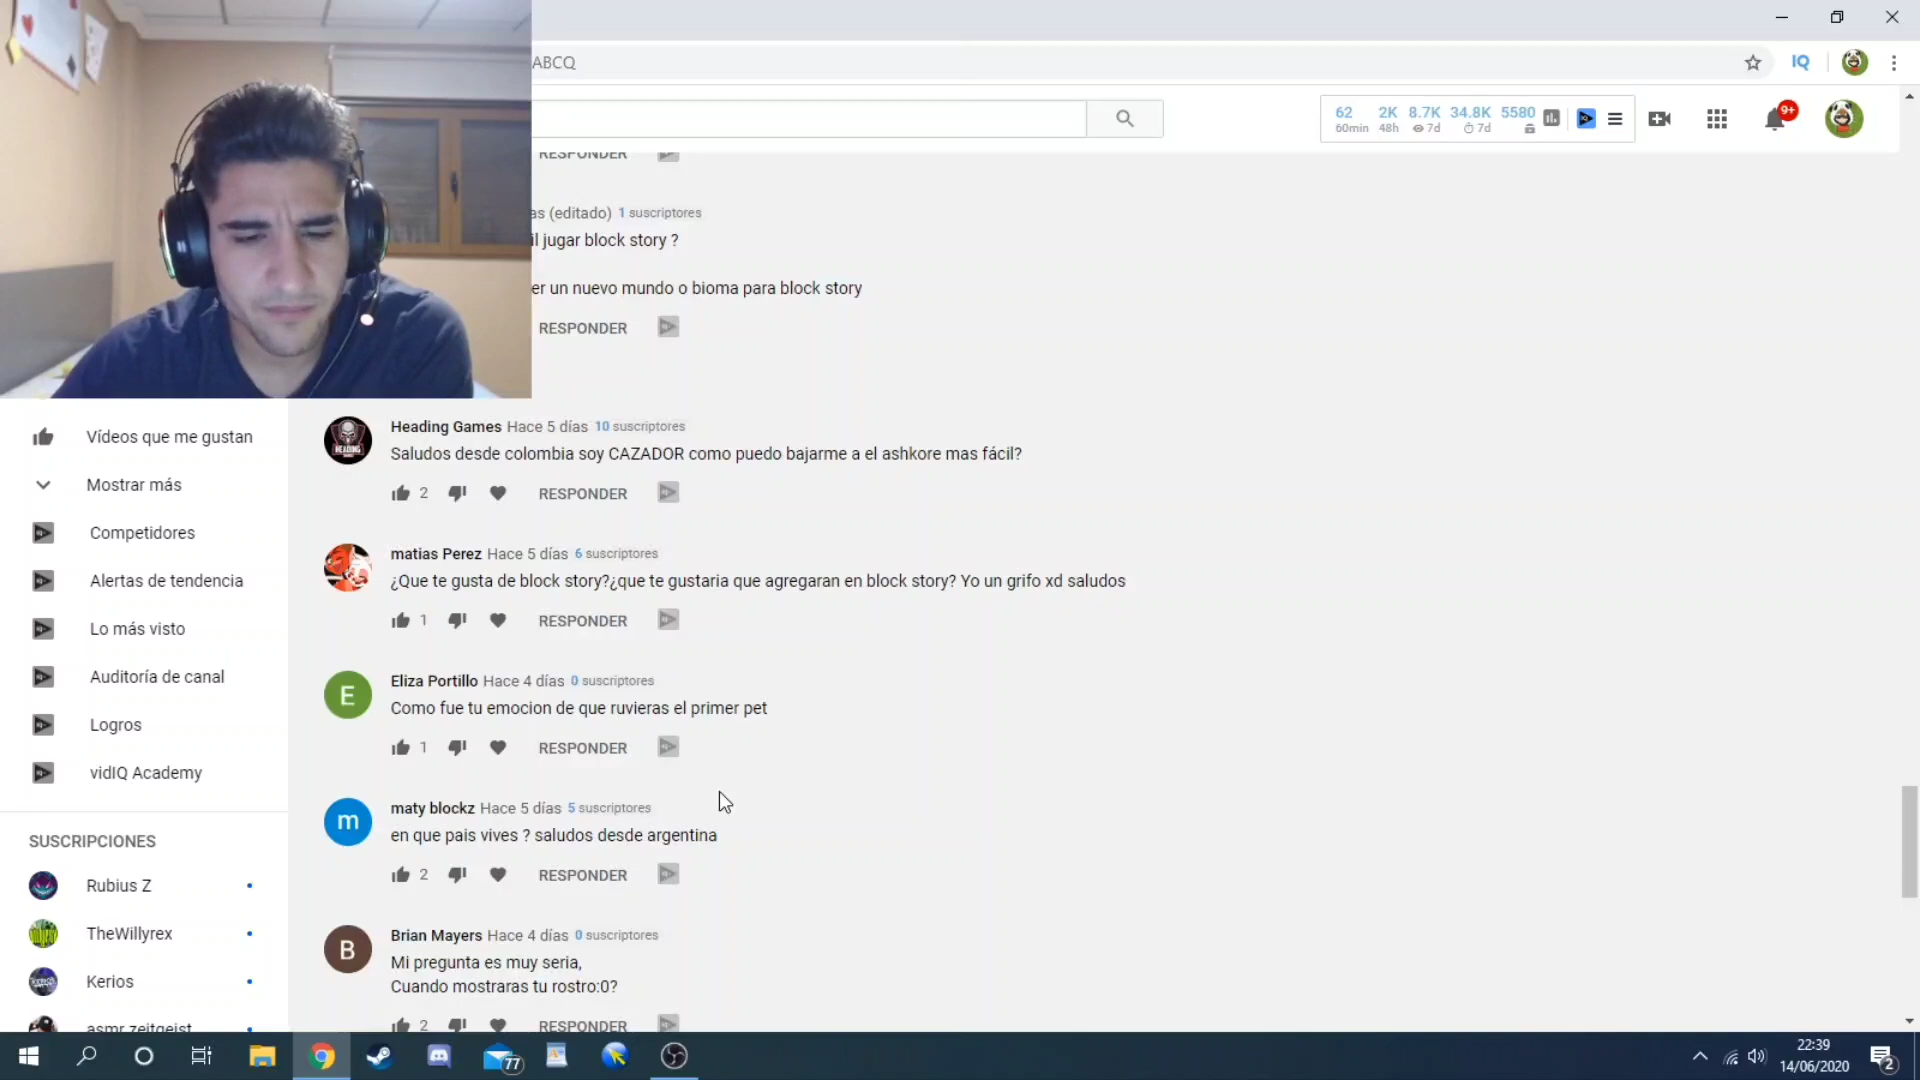 ABCQ
IQ
62 2K 8.7K 34.8K 5580
60min 48h 7d 7d
9+
RESPONDER
as (editado) 1 suscriptores
il jugar block story ?
er un nuevo mundo o bioma para block story
RESPONDER
Vídeos que me gustan
Mostrar más
Competidores
Alertas de tendencia
Lo más visto
Auditoría de canal
Logros
vidIQ Academy
SUSCRIPCIONES
Rubius Z
TheWillyrex
Kerios
asmr zeitgeist
HEADING
Heading Games Hace 5 días 10 suscriptores
Saludos desde colombia soy CAZADOR como puedo bajarme a el ashkore mas fácil?
2 RESPONDER
matias Perez Hace 5 días 6 suscriptores
¿Que te gusta de block story?¿que te gustaria que agregaran en block story? Yo un grifo xd saludos
1 RESPONDER
E
Eliza Portillo Hace 4 días 0 suscriptores
Como fue tu emocion de que ruvieras el primer pet
1 RESPONDER
m
maty blockz Hace 5 días 5 suscriptores
en que pais vives ? saludos desde argentina
2 RESPONDER
B
Brian Mayers Hace 4 días 0 suscriptores
Mi pregunta es muy seria,
Cuando mostraras tu rostro:0?
2 RESPONDER
77
22:39
14/06/2020
2